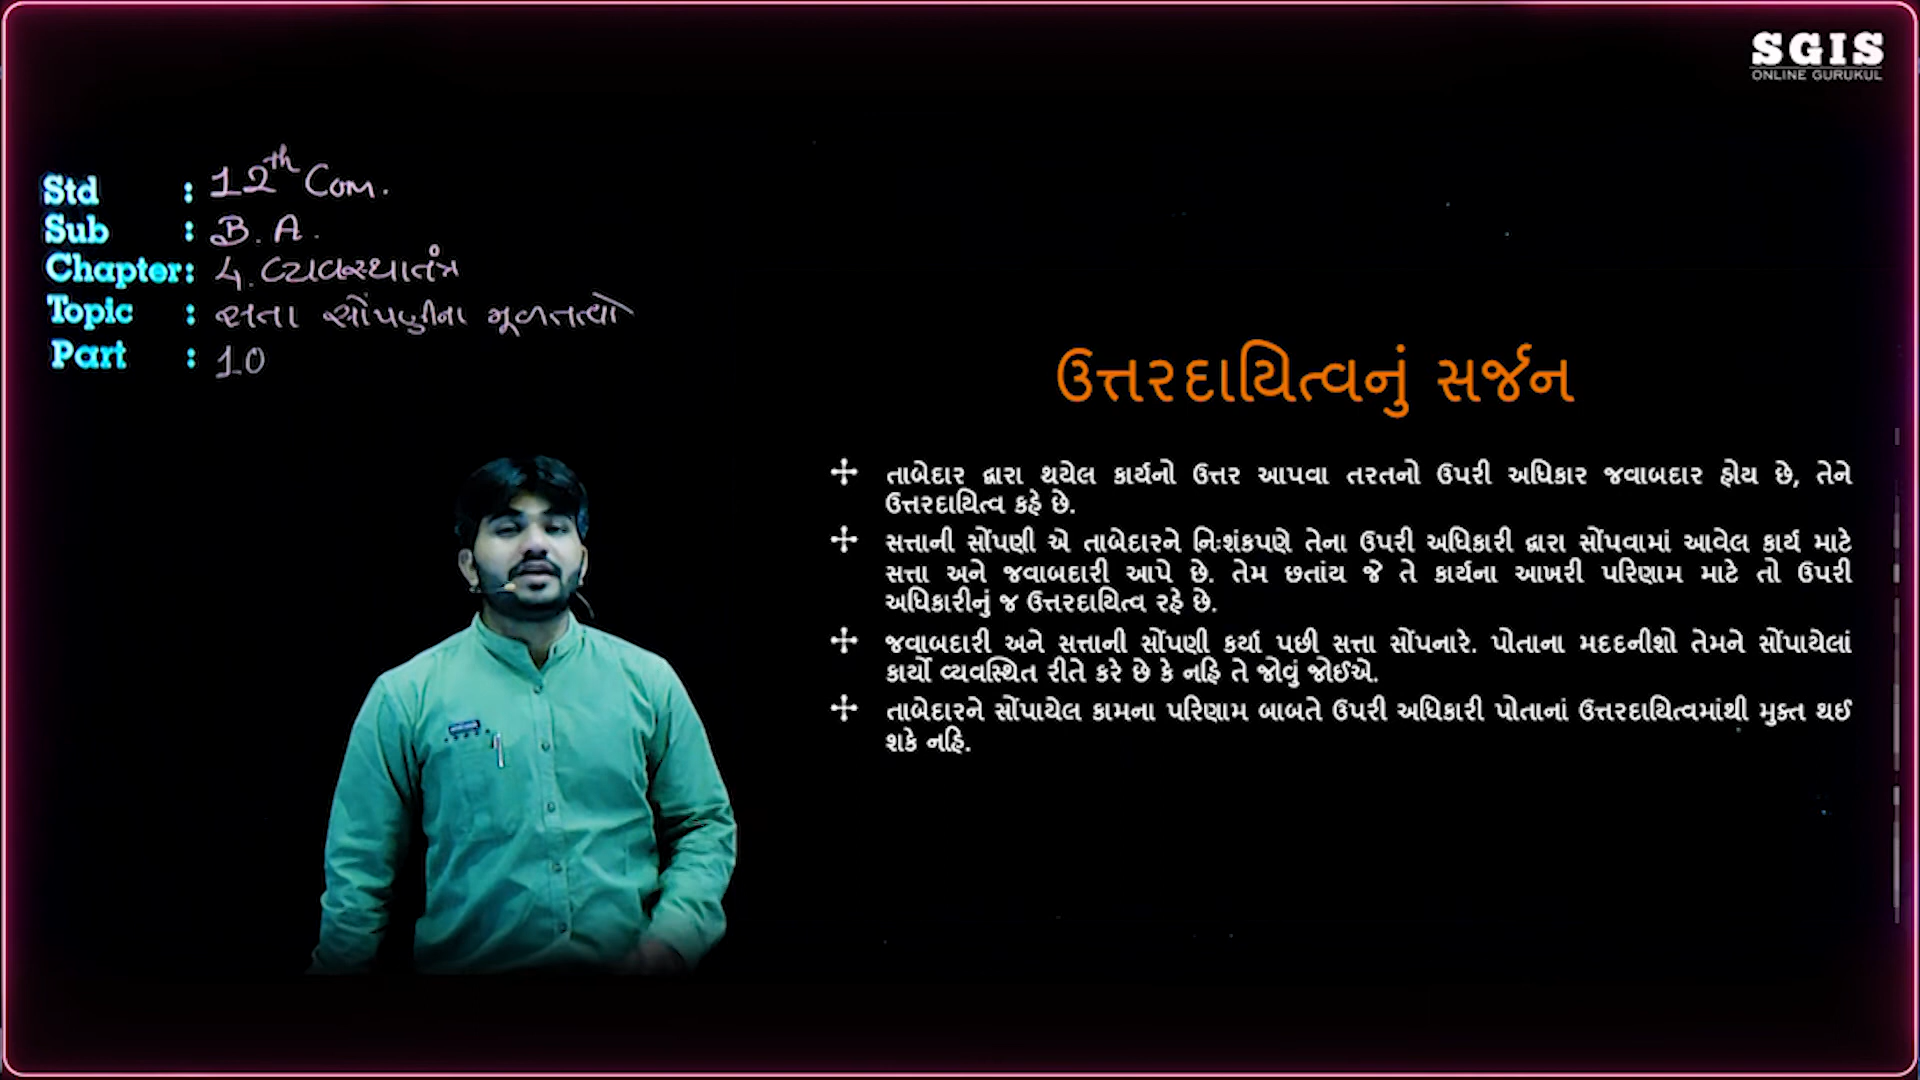 SGIS
ONLINE GURUKUL
Std : 12th Com.
Sub : B. A.
Chapter: 4. વ્યવસ્થાતંત્ર
Topic : સતા સોંપણીના મૂળતત્વો
Part : 10
ઉત્તરદાયિત્વનું સર્જન
તાબેદાર દ્વારા થયેલ કાર્યનો ઉત્તર આપવા તરતનો ઉપરી અધિકાર જવાબદાર હોય છે, તેને
ઉત્તરદાયિત્વ કહે છે.
સત્તાની સોંપણી એ તાબેદારને નિઃશંકપણે તેના ઉપરી અધિકારી દ્વારા સોંપવામાં આવેલ કાર્ય માટે
સત્તા અને જવાબદારી આપે છે. તેમ છતાંય જે તે કાર્યના આખરી પરિણામ માટે તો ઉપરી
અધિકારીનું જ ઉત્તરદાયિત્વ રહે છે.
જવાબદારી અને સત્તાની સોંપણી કર્યા પછી સત્તા સોંપનારે. પોતાના મદદનીશો તેમને સોંપાયેલાં
કાર્યો વ્યવસ્થિત રીતે કરે છે કે નહિ તે જોવું જોઈએ.
તાબેદારને સોંપાયેલ કામના પરિણામ બાબતે ઉપરી અધિકારી પોતાનાં ઉત્તરદાયિત્વમાંથી મુક્ત થઈ
શકે નહિ.